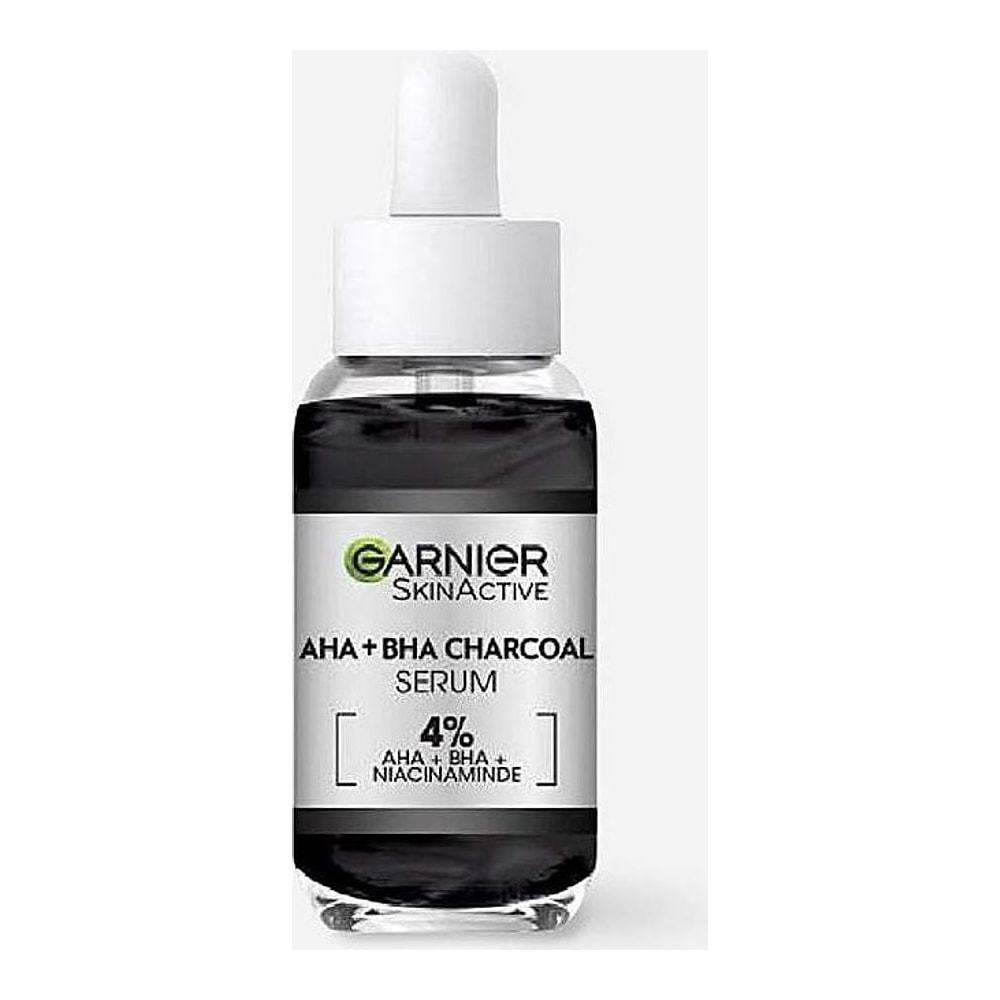 GARNIER
SKINACTIVE
AHA + BHA CHARCOAL
SERUM
4%
AHA + BHA +
NIACINAMINDE